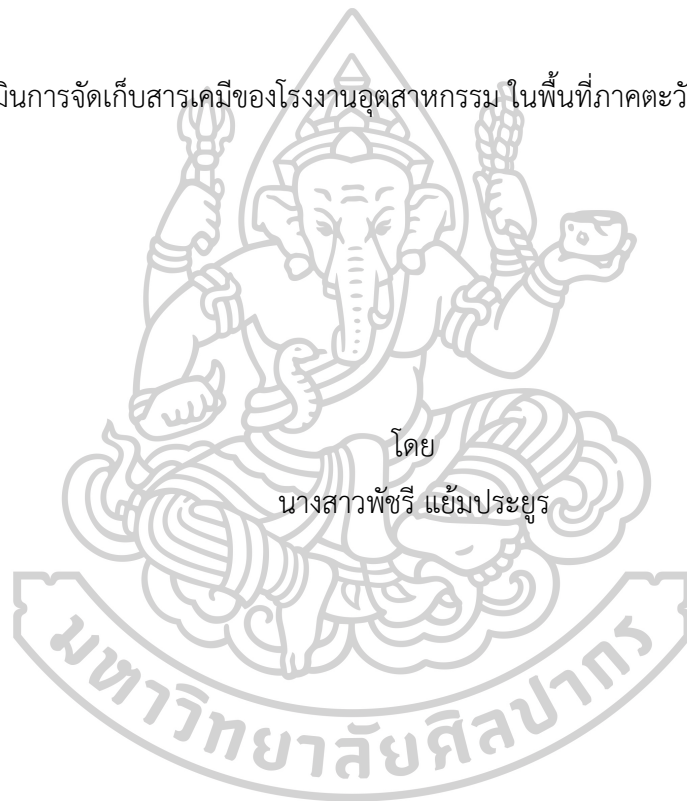 มินการจัดเก็บสารเคมีของโรงงานอุตสาหกรรม ในพื้นที่ภาคตะวั
โดย
นางสาวพัชรี แย้มประยูร
มหาวิทยาลัยศิลปากร